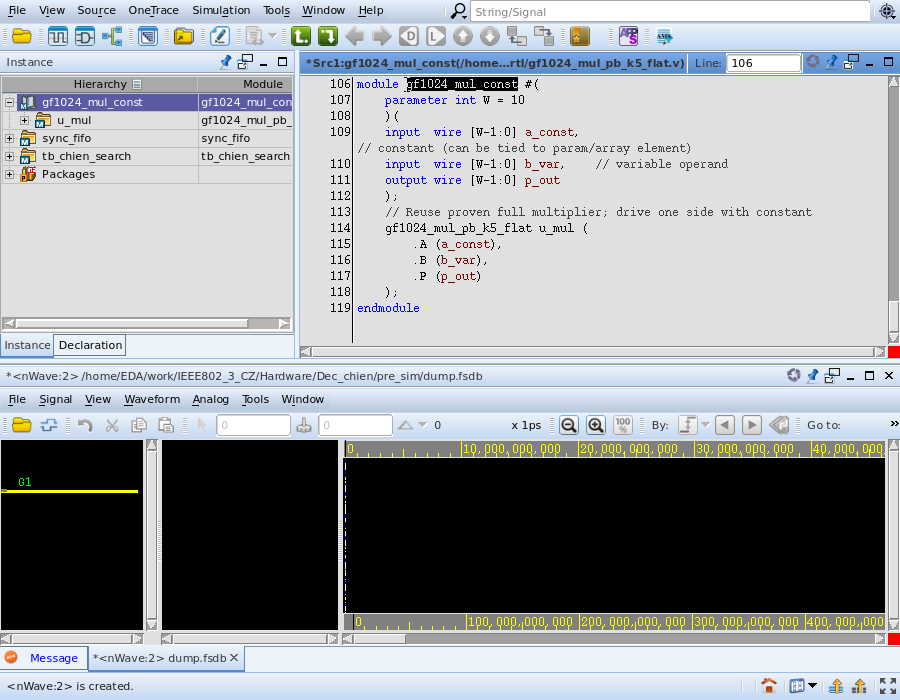 File View Source OneTrace Simulation Tools Window Help
String/Signal
Instance
*Src1:gf1024_mul_const(/home...rtl/gf1024_mul_pb_k5_flat.v) Line: 106
Hierarchy Module
gf1024_mul_const gf1024_mul_con
u_mul gf1024_mul_pb_
sync_fifo sync_fifo
tb_chien_search tb_chien_search
Packages
Instance Declaration
106 module gf1024_mul_const #(
107 parameter int W = 10
108 )(
109 input wire [W-1:0] a_const,
// constant (can be tied to param/array element)
110 input wire [W-1:0] b_var, // variable operand
111 output wire [W-1:0] p_out
112 );
113 // Reuse proven full multiplier; drive one side with constant
114 gf1024_mul_pb_k5_flat u_mul (
115 .A (a_const),
116 .B (b_var),
117 .P (p_out)
118 );
119 endmodule
*<nWave:2> /home/EDA/work/IEEE802_3_CZ/Hardware/Dec_chien/pre_sim/dump.fsdb
File Signal View Waveform Analog Tools Window
0 0 0 x 1ps 100 % By: Go to: »
0 10,000,000,000 20,000,000,000 30,000,000,000 40,000,000
G1
0 100,000,000,000 200,000,000,000 300,000,000,000 400,000,000
Message *<nWave:2> dump.fsdb
<nWave:2> is created.